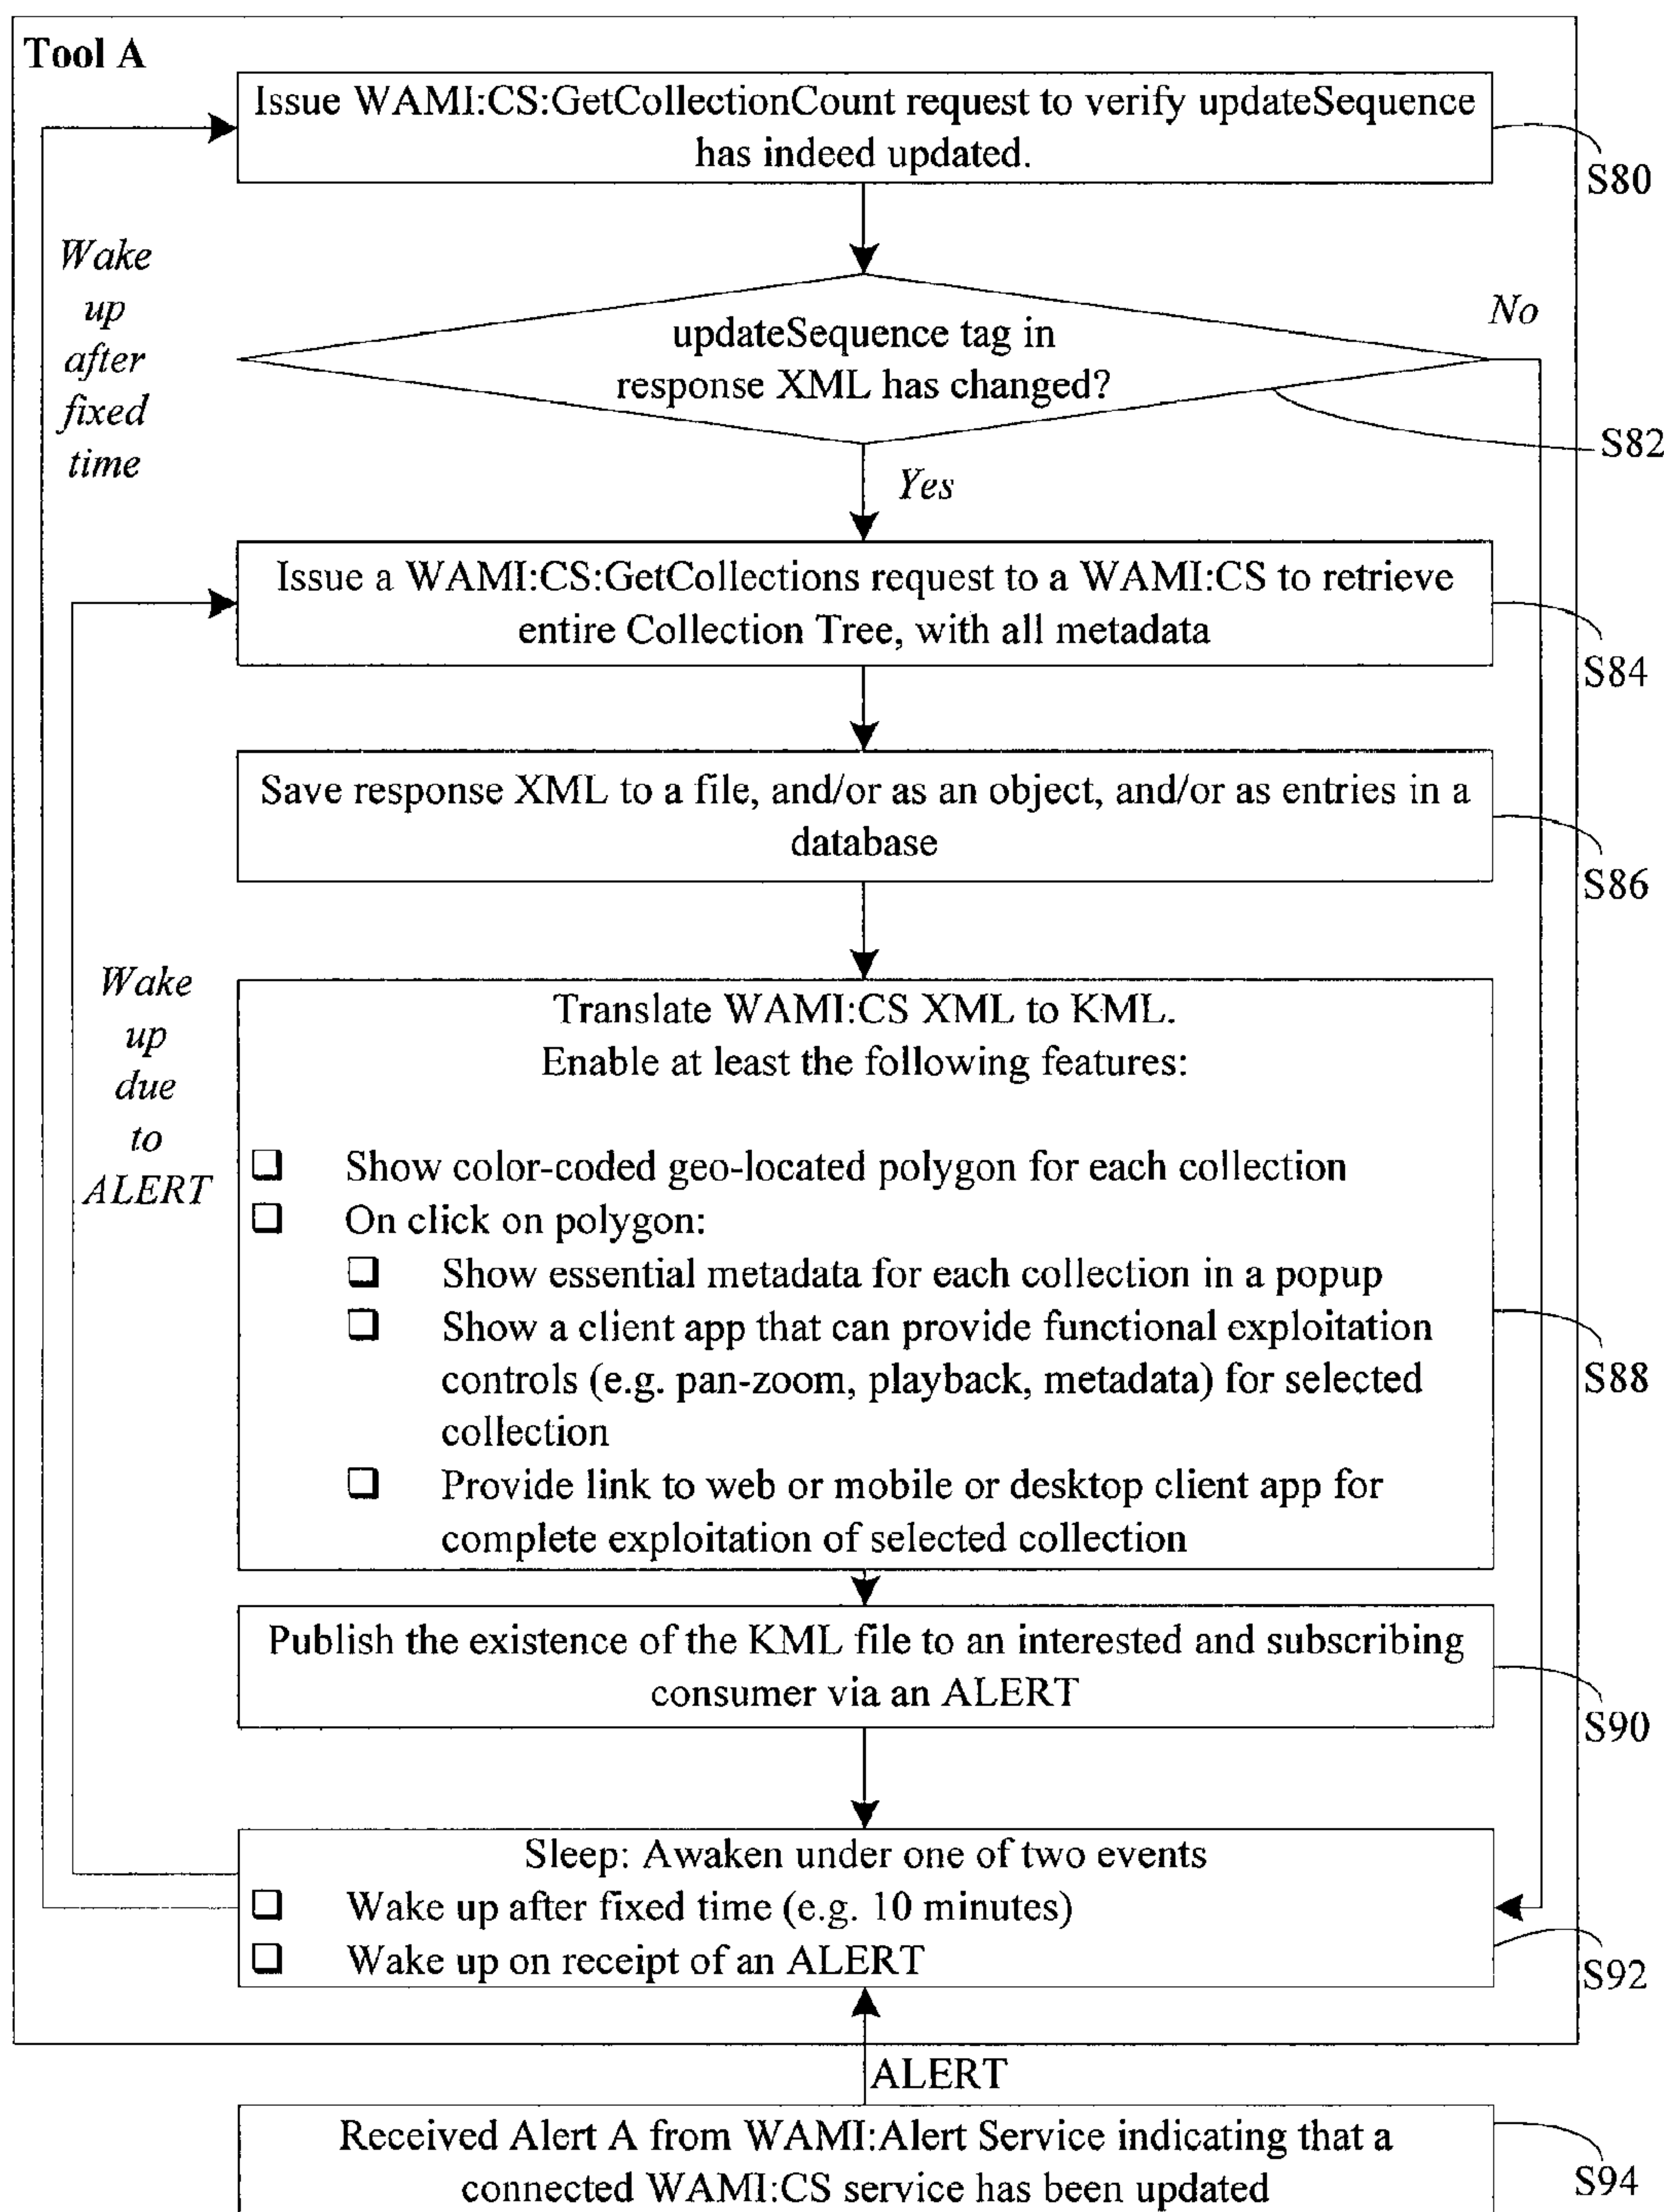 Tool A
Issue WAMI:CS:GetCollectionCount request to verify updateSequence
has indeed updated.
S80
Wake
up
after
fixed
time
No
updateSequence tag in
response XML has changed?
S82
Yes
Issue a WAMI:CS:GetCollections request to a WAMI:CS to retrieve
entire Collection Tree, with all metadata
S84
Save response XML to a file, and/or as an object, and/or as entries in a
database
S86
Wake
up
due
to
ALERT
Translate WAMI:CS XML to KML.
Enable at least the following features:
Show color-coded geo-located polygon for each collection
On click on polygon:
Show essential metadata for each collection in a popup
Show a client app that can provide functional exploitation
controls (e.g. pan-zoom, playback, metadata) for selected
collection
Provide link to web or mobile or desktop client app for
complete exploitation of selected collection
S88
Publish the existence of the KML file to an interested and subscribing
consumer via an ALERT
S90
Sleep: Awaken under one of two events
Wake up after fixed time (e.g. 10 minutes)
Wake up on receipt of an ALERT
S92
ALERT
Received Alert A from WAMI:Alert Service indicating that a
connected WAMI:CS service has been updated
S94